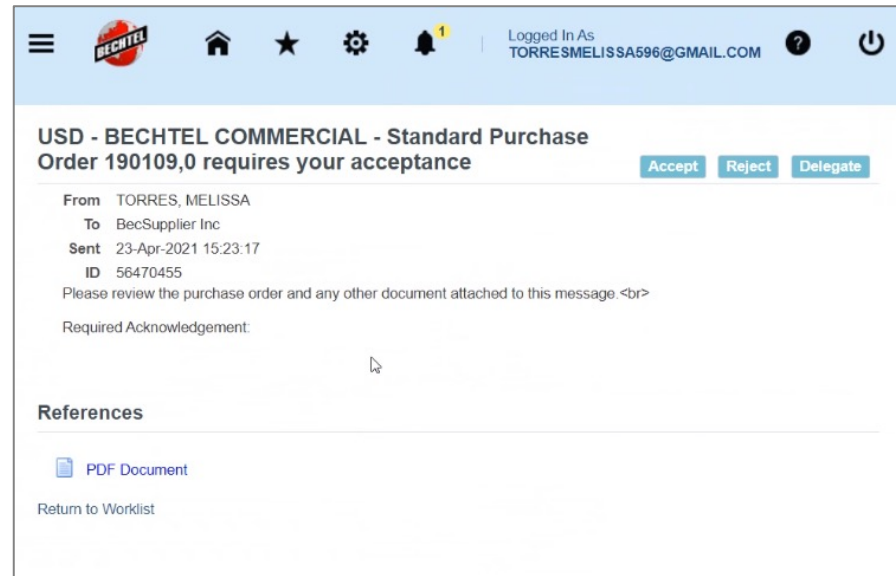 BECHTEL
1
Logged In As
TORRESMELISSA596@GMAIL.COM
?
USD - BECHTEL COMMERCIAL - Standard Purchase
Order 190109,0 requires your acceptance
Accept Reject Delegate
From TORRES, MELISSA
To BecSupplier Inc
Sent 23-Apr-2021 15:23:17
ID 56470455
Please review the purchase order and any other document attached to this message.<br>
Required Acknowledgement:
References
PDF Document
Return to Worklist